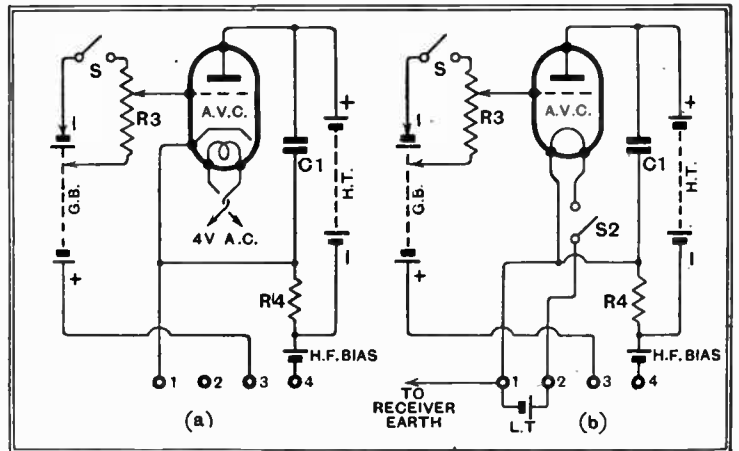 S
R3
A.V.C.
C1
+
H.T.
−
−
G.B.
+
4V A.C.
R4
H.F. BIAS
1 2 3 4
(a)
S
R3
A.V.C.
C1
+
H.T.
−
−
G.B.
+
S2
R4
H.F. BIAS
1 2 3 4
TO
RECEIVER
EARTH
L.T
(b)